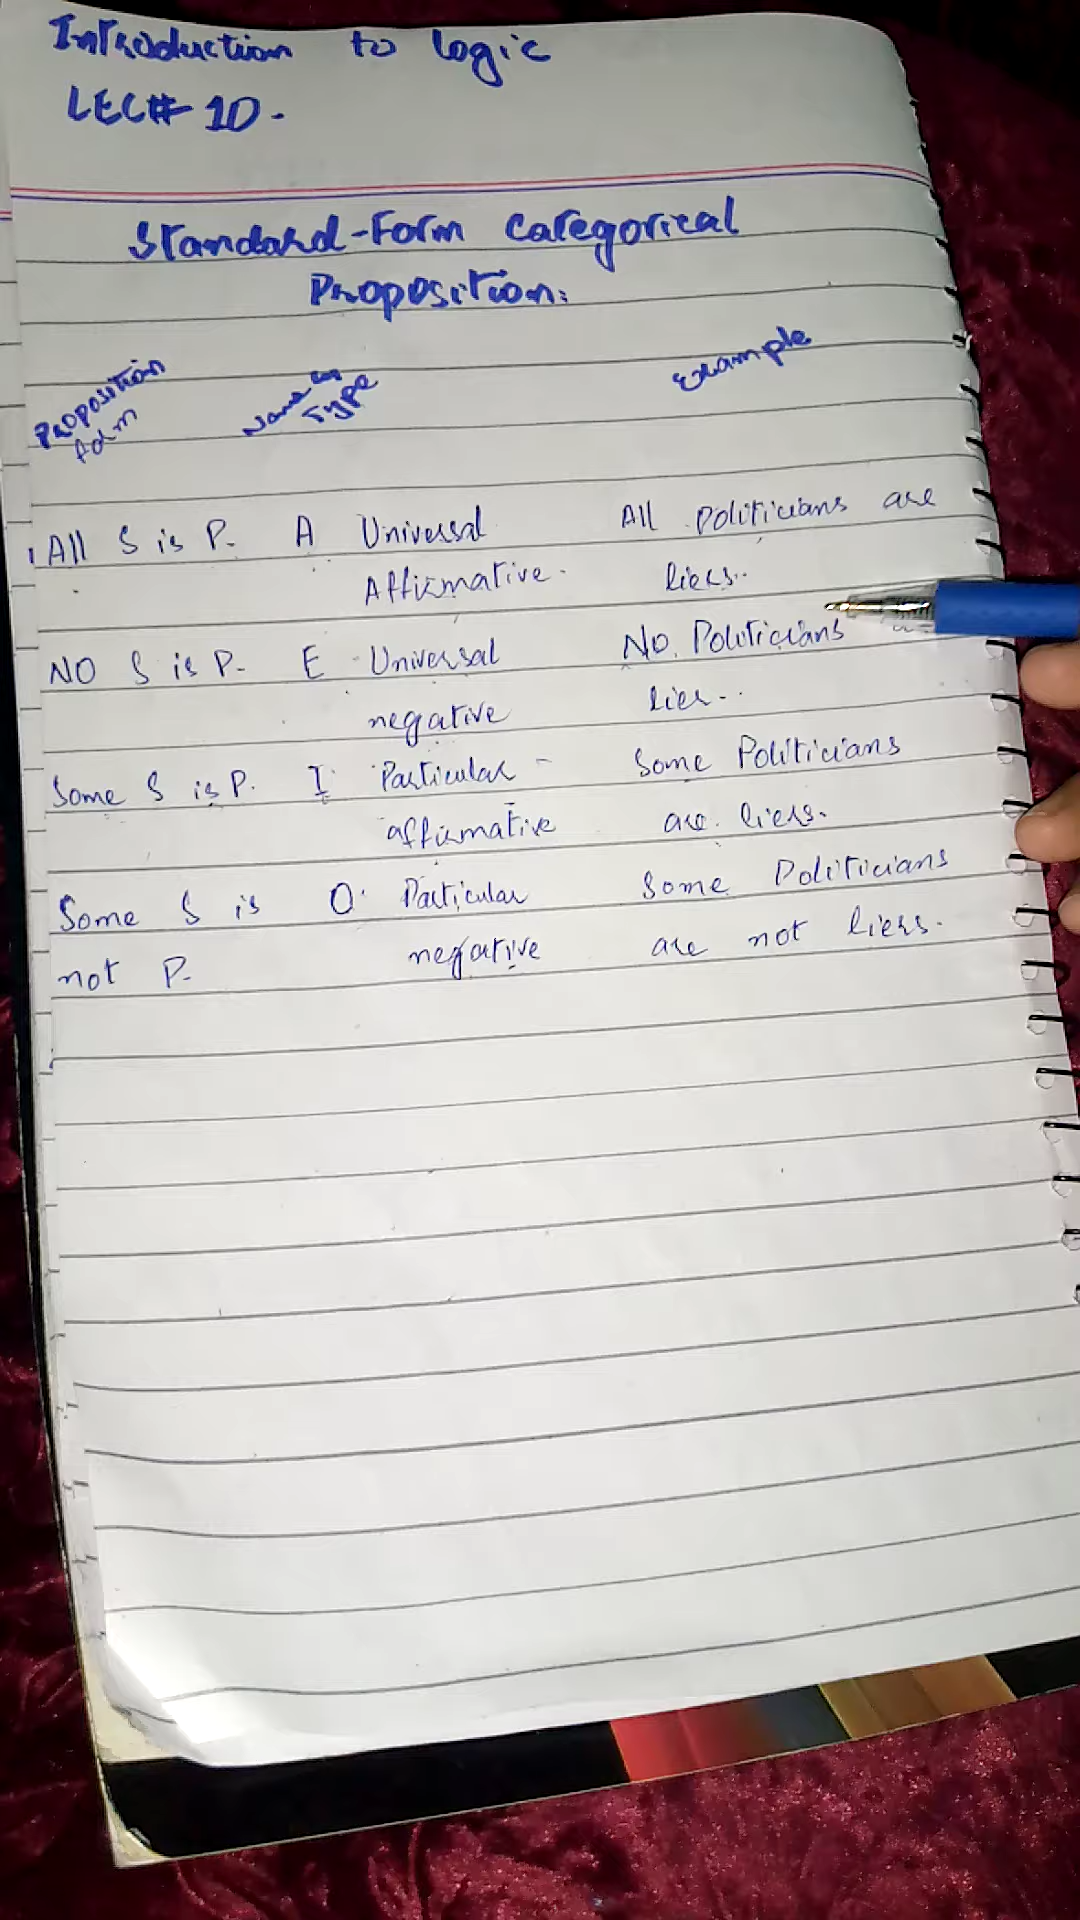 Introduction to Logic
LEC# 10.
Standard-Form Categorical
Proposition:
Proposition Name Example
form Type
All S is P. A Universal All Politicians are
Affirmative. liers..
NO S is P. E Universal No. Politicians
negative lier...
Some S is P. I Particular - Some Politicians
affirmative are liers.
Some S is O Particular Some Politicians
not P. negative are not liers.